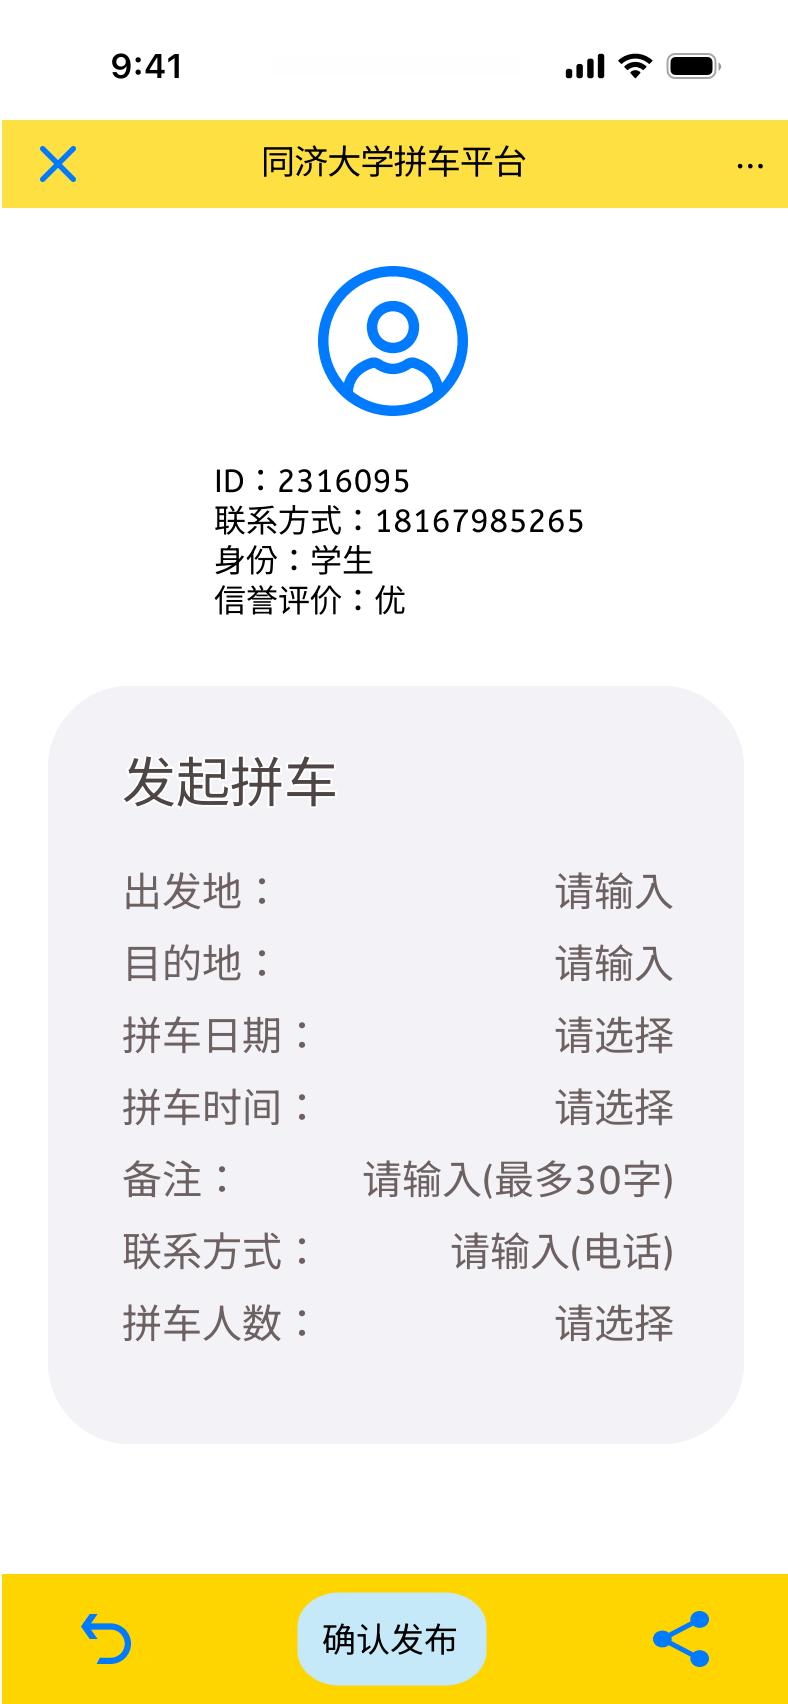 9:41
同济大学拼车平台
...
ID：2316095
联系方式：18167985265
身份：学生
信誉评价：优
发起拼车
出发地： 请输入
目的地： 请输入
拼车日期： 请选择
拼车时间： 请选择
备注： 请输入(最多30字)
联系方式： 请输入(电话)
拼车人数： 请选择
确认发布